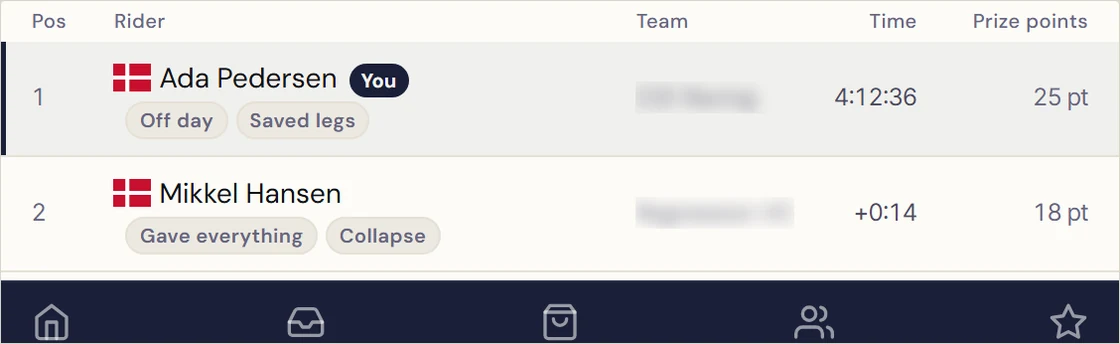 Pos Rider Team Time Prize points
1 Ada Pedersen You 4:12:36 25 pt
Off day Saved legs
2 Mikkel Hansen +0:14 18 pt
Gave everything Collapse